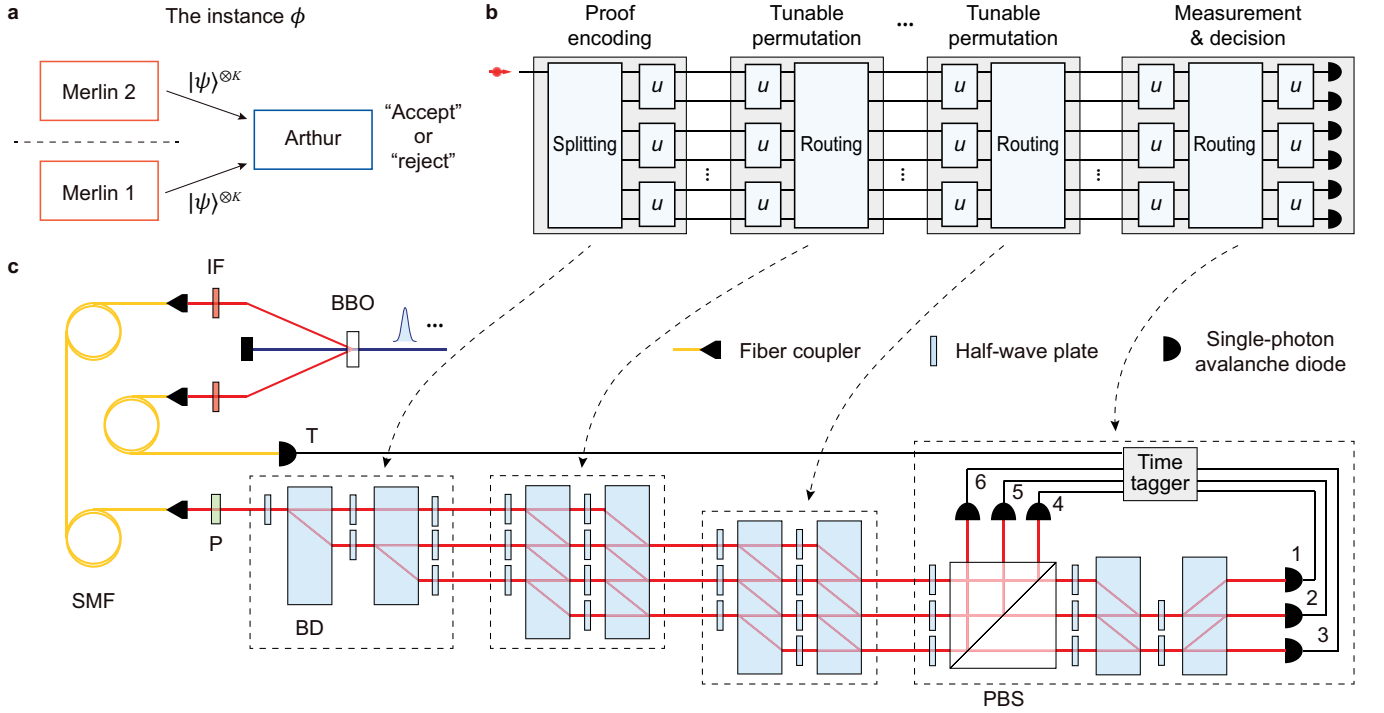 a
The instance ϕ
Merlin 2
|ψ⟩⊗K
Arthur
"Accept"
or
"reject"
Merlin 1
|ψ⟩⊗K
b
Proof
encoding
Tunable
permutation
...
Tunable
permutation
Measurement
& decision
Splitting
u
u
u
u
u
u
Routing
...
u
u
u
Routing
...
u
u
u
Routing
u
u
u
...
c
IF
BBO
...
Fiber coupler
Half-wave plate
Single-photon
avalanche diode
T
Time
tagger
6
5
4
P
1
2
3
SMF
BD
PBS